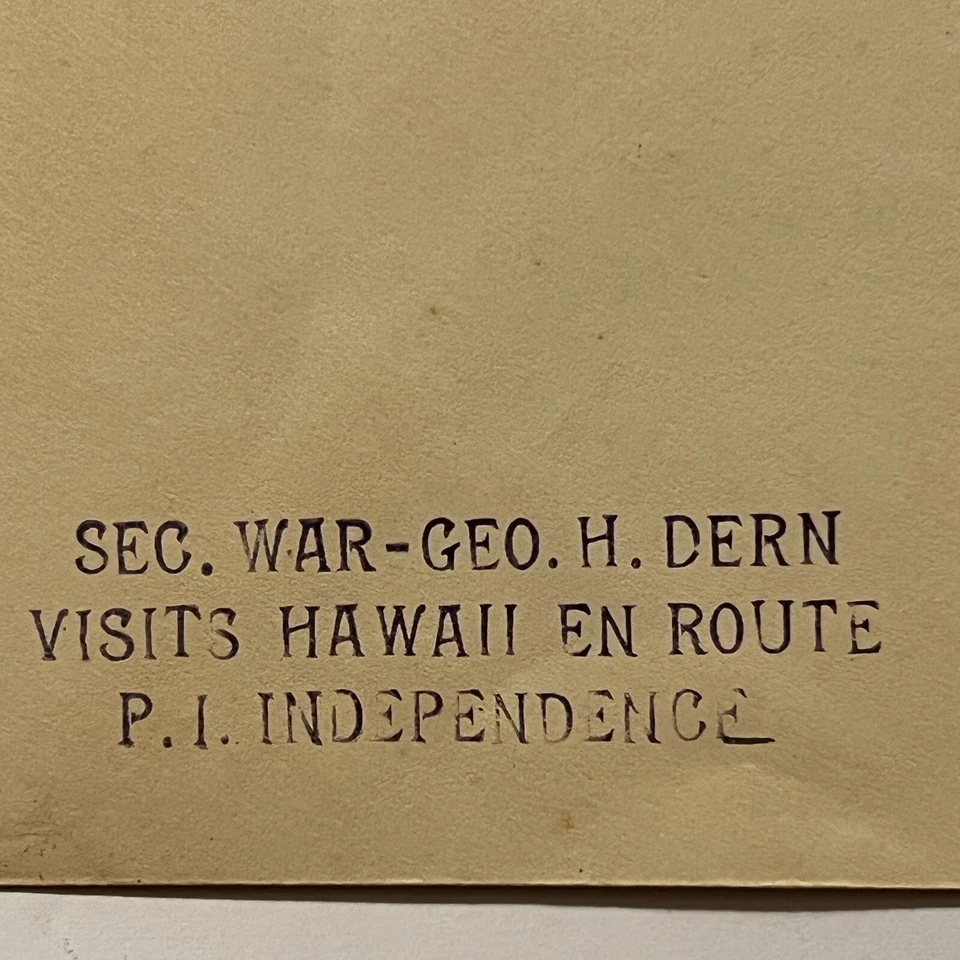 SEC. WAR-GEO. H. DERN
VISITS HAWAII EN ROUTE
P. I. INDEPENDENCE